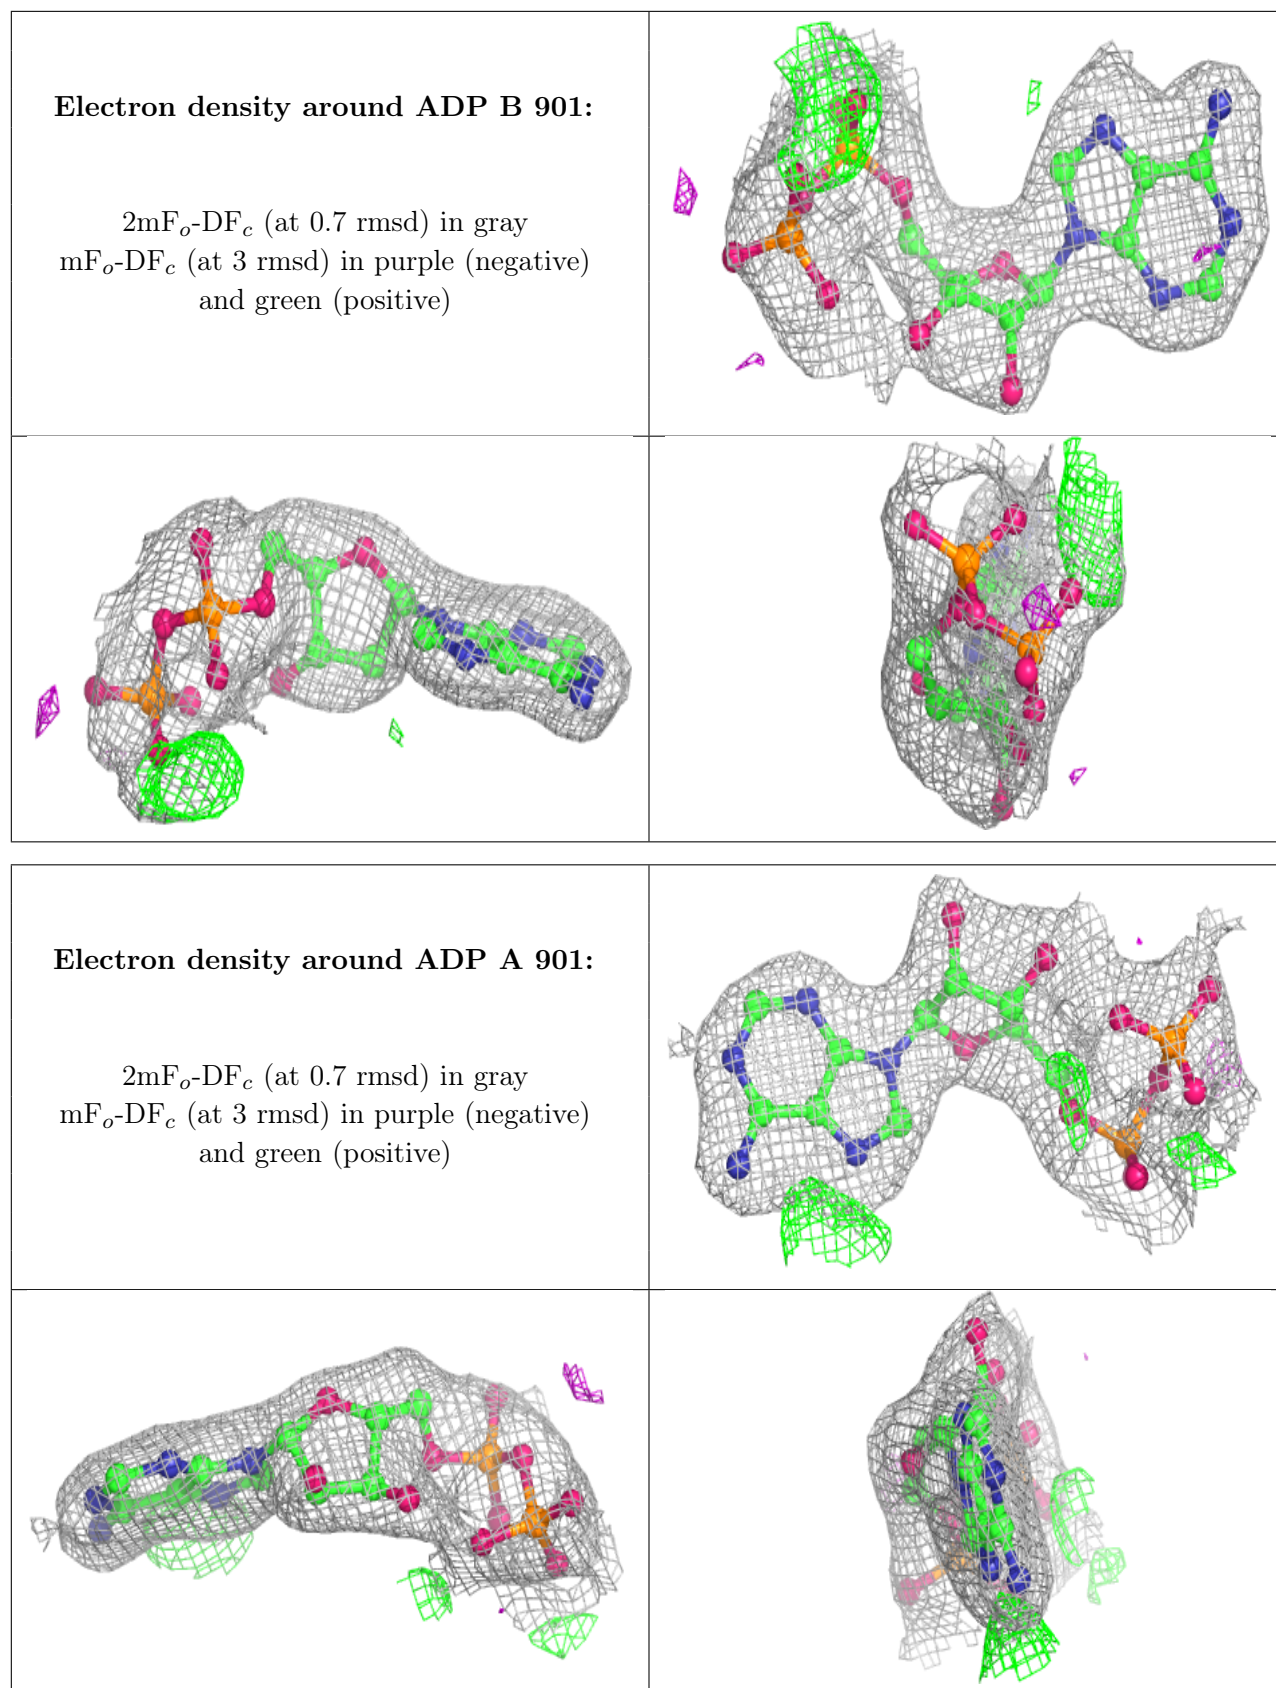 Electron density around ADP B 901:
2mFo-DFc (at 0.7 rmsd) in gray
mFo-DFc (at 3 rmsd) in purple (negative)
and green (positive)
Electron density around ADP A 901:
2mFo-DFc (at 0.7 rmsd) in gray
mFo-DFc (at 3 rmsd) in purple (negative)
and green (positive)